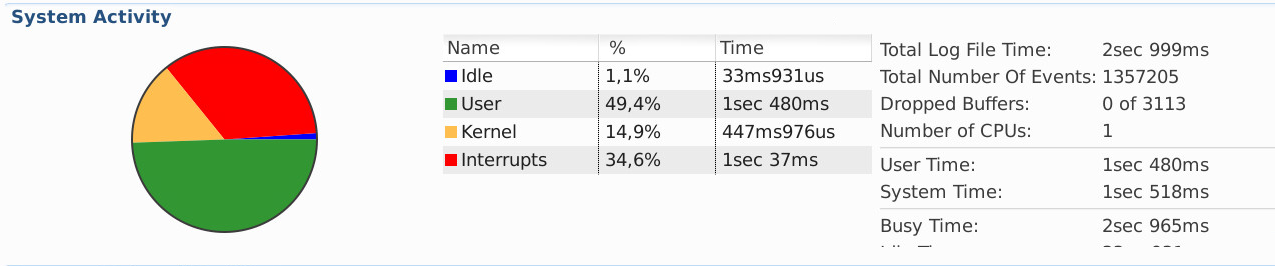 System Activity
Name % Time
Idle 1,1% 33ms931us
User 49,4% 1sec 480ms
Kernel 14,9% 447ms976us
Interrupts 34,6% 1sec 37ms
Total Log File Time: 2sec 999ms
Total Number Of Events: 1357205
Dropped Buffers: 0 of 3113
Number of CPUs: 1
User Time: 1sec 480ms
System Time: 1sec 518ms
Busy Time: 2sec 965ms